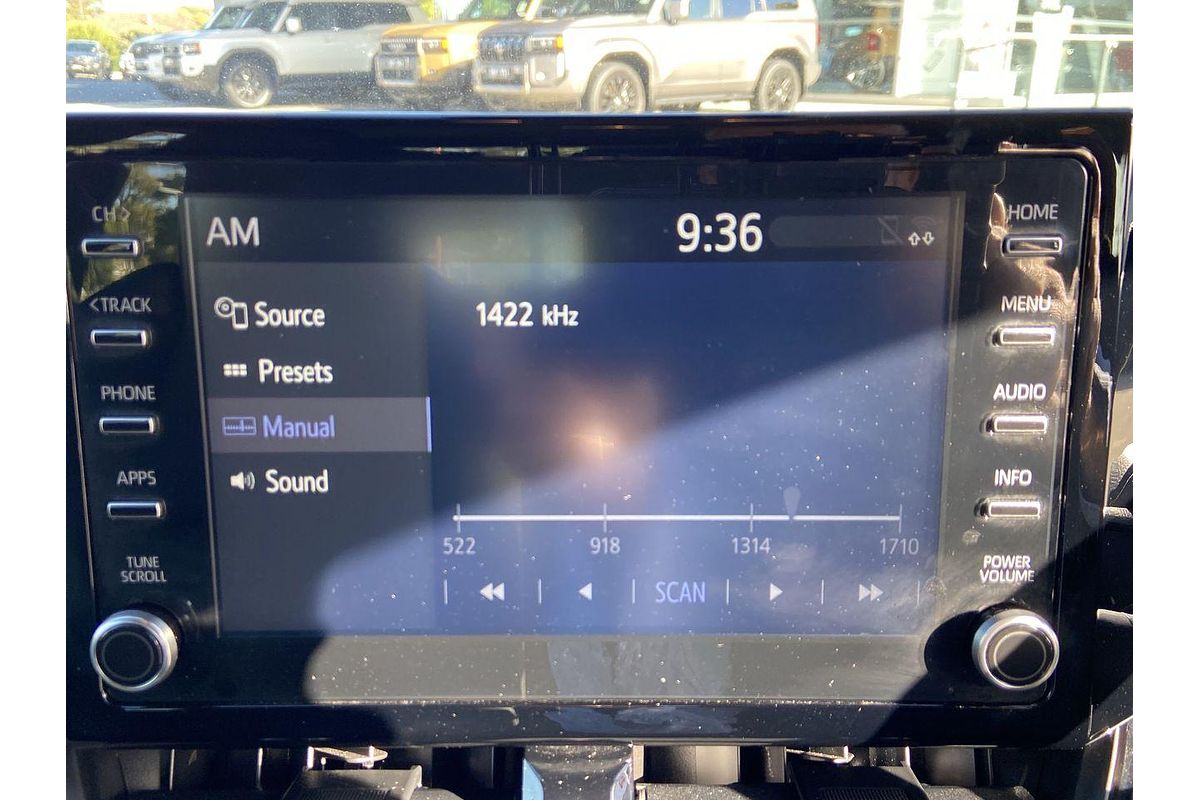 AM 9:36
CH >
< TRACK
PHONE
APPS
TUNE
SCROLL
Source
Presets
Manual
Sound
1422 kHz
522 918 1314 1710
SCAN
HOME
MENU
AUDIO
INFO
POWER
VOLUME